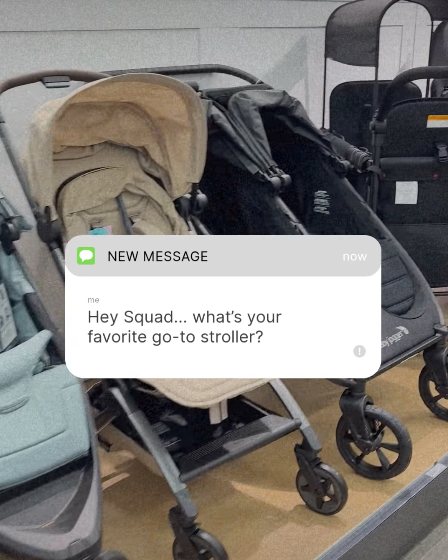 NEW MESSAGE now
me
Hey Squad... what's your
favorite go-to stroller?